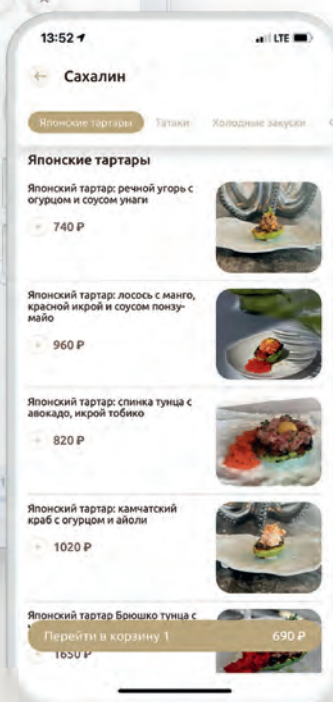 13:52
LTE
Сахалин
Японские тартары Татаки Холодные закуски
Японские тартары
Японский тартар: речной угорь с
огурцом и соусом унаги
+ 740 ₽
Японский тартар: лосось с манго,
красной икрой и соусом понзу-
майо
+ 960 ₽
Японский тартар: спинка тунца с
авокадо, икрой тобико
+ 820 ₽
Японский тартар: камчатский
краб с огурцом и айоли
+ 1020 ₽
Японский тартар Брюшко тунца с
Перейти в корзину 1 690 ₽
1650 ₽